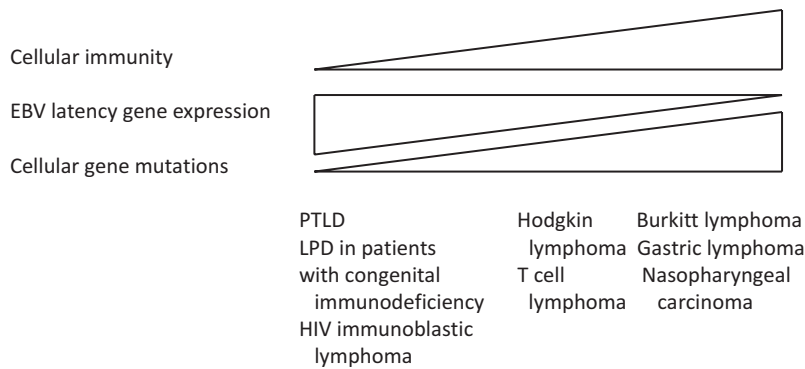 Cellular immunity
EBV latency gene expression
Cellular gene mutations
PTLD
LPD in patients
with congenital
immunodeficiency
HIV immunoblastic
lymphoma
Hodgkin
lymphoma
T cell
lymphoma
Burkitt lymphoma
Gastric lymphoma
Nasopharyngeal
carcinoma